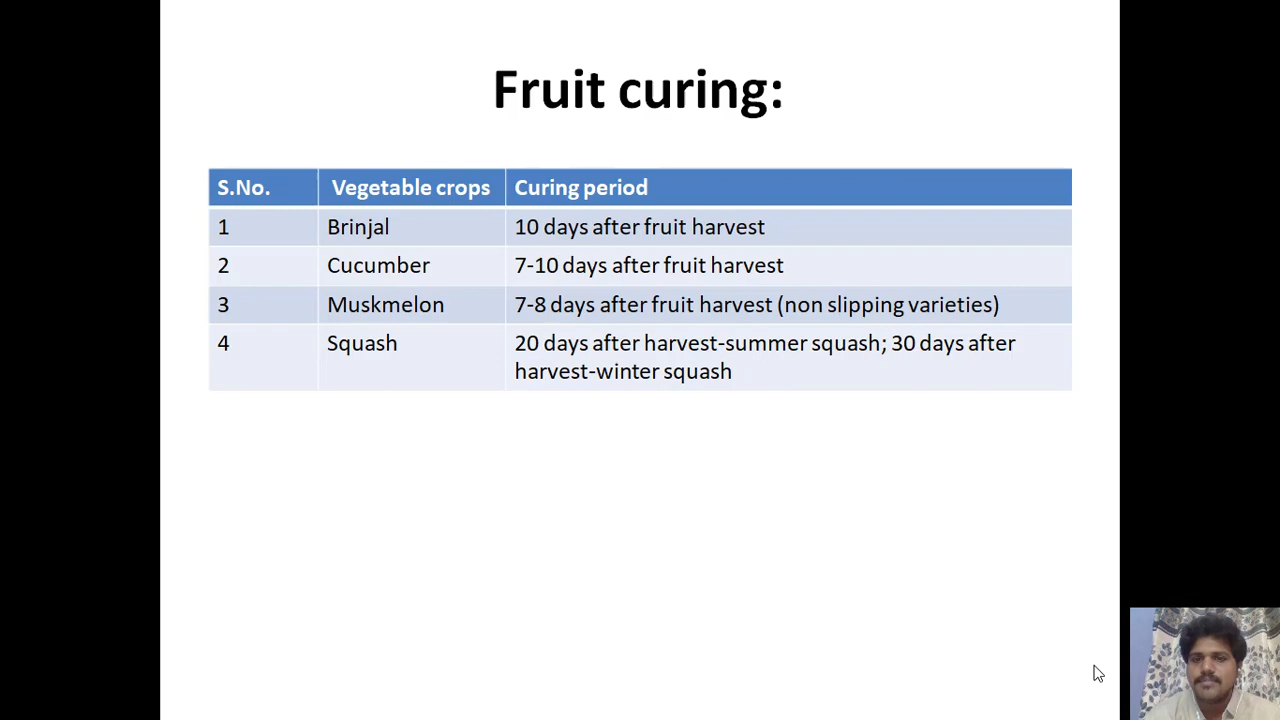 Fruit curing:
S.No. Vegetable crops Curing period
1 Brinjal 10 days after fruit harvest
2 Cucumber 7-10 days after fruit harvest
3 Muskmelon 7-8 days after fruit harvest (non slipping varieties)
4 Squash 20 days after harvest-summer squash; 30 days after
harvest-winter squash